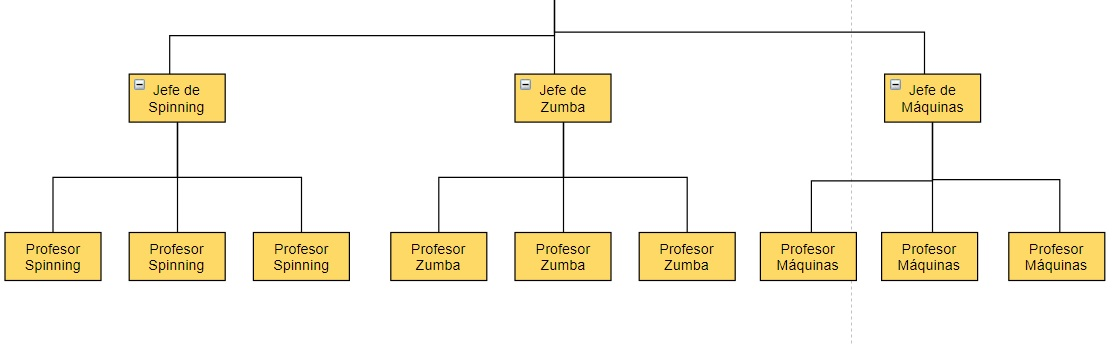 Jefe de
Spinning
Jefe de
Zumba
Jefe de
Máquinas
Profesor
Spinning
Profesor
Spinning
Profesor
Spinning
Profesor
Zumba
Profesor
Zumba
Profesor
Zumba
Profesor
Máquinas
Profesor
Máquinas
Profesor
Máquinas